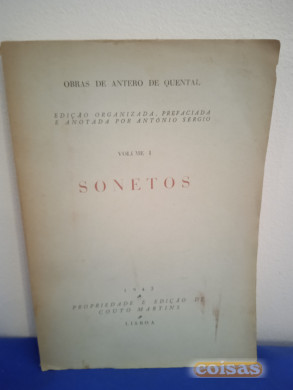 OBRAS DE ANTERO DE QUENTAL
EDIÇÃO ORGANIZADA, PREFACIADA
E ANOTADA POR ANTÓNIO SÉRGIO
VOLUME I
SONETOS
1943
PROPRIEDADE E EDIÇÃO DE
COUTO MARTINS
LISBOA
coisas